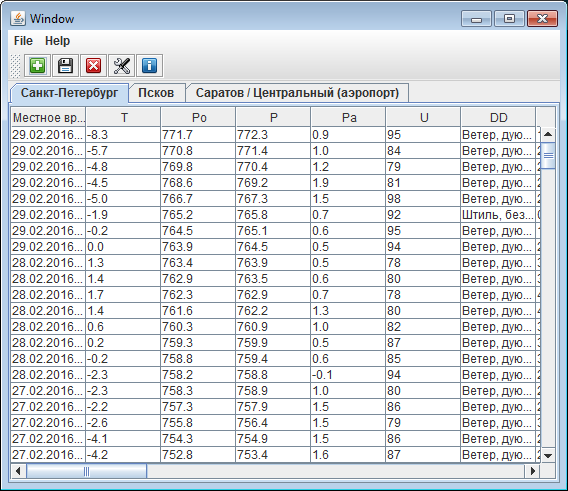 Window
File Help
Санкт-Петербург Псков Саратов / Центральный (аэропорт)
Местное вр... T Po P Pa U DD
29.02.2016... -8.3 771.7 772.3 0.9 95 Ветер, дую...
29.02.2016... -5.7 770.8 771.4 1.0 84 Ветер, дую...
29.02.2016... -4.8 769.8 770.4 1.2 79 Ветер, дую...
29.02.2016... -4.5 768.6 769.2 1.9 81 Ветер, дую...
29.02.2016... -5.0 766.7 767.3 1.5 98 Ветер, дую...
29.02.2016... -1.9 765.2 765.8 0.7 92 Штиль, без...
29.02.2016... -0.2 764.5 765.1 0.6 95 Ветер, дую...
29.02.2016... 0.0 763.9 764.5 0.5 94 Ветер, дую...
28.02.2016... 1.3 763.4 763.9 0.5 78 Ветер, дую...
28.02.2016... 1.4 762.9 763.5 0.6 80 Ветер, дую...
28.02.2016... 1.7 762.3 762.9 0.7 78 Ветер, дую...
28.02.2016... 1.4 761.6 762.2 1.3 80 Ветер, дую...
28.02.2016... 0.6 760.3 760.9 1.0 82 Ветер, дую...
28.02.2016... 0.2 759.3 759.9 0.5 87 Ветер, дую...
28.02.2016... -0.2 758.8 759.4 0.6 85 Ветер, дую...
28.02.2016... -2.3 758.2 758.8 -0.1 94 Ветер, дую...
27.02.2016... -2.3 758.3 758.9 1.0 80 Ветер, дую...
27.02.2016... -2.2 757.3 757.9 1.5 86 Ветер, дую...
27.02.2016... -2.6 755.8 756.4 1.5 79 Ветер, дую...
27.02.2016... -4.1 754.3 754.9 1.5 86 Ветер, дую...
27.02.2016... -4.2 752.8 753.4 1.6 87 Ветер, дую...